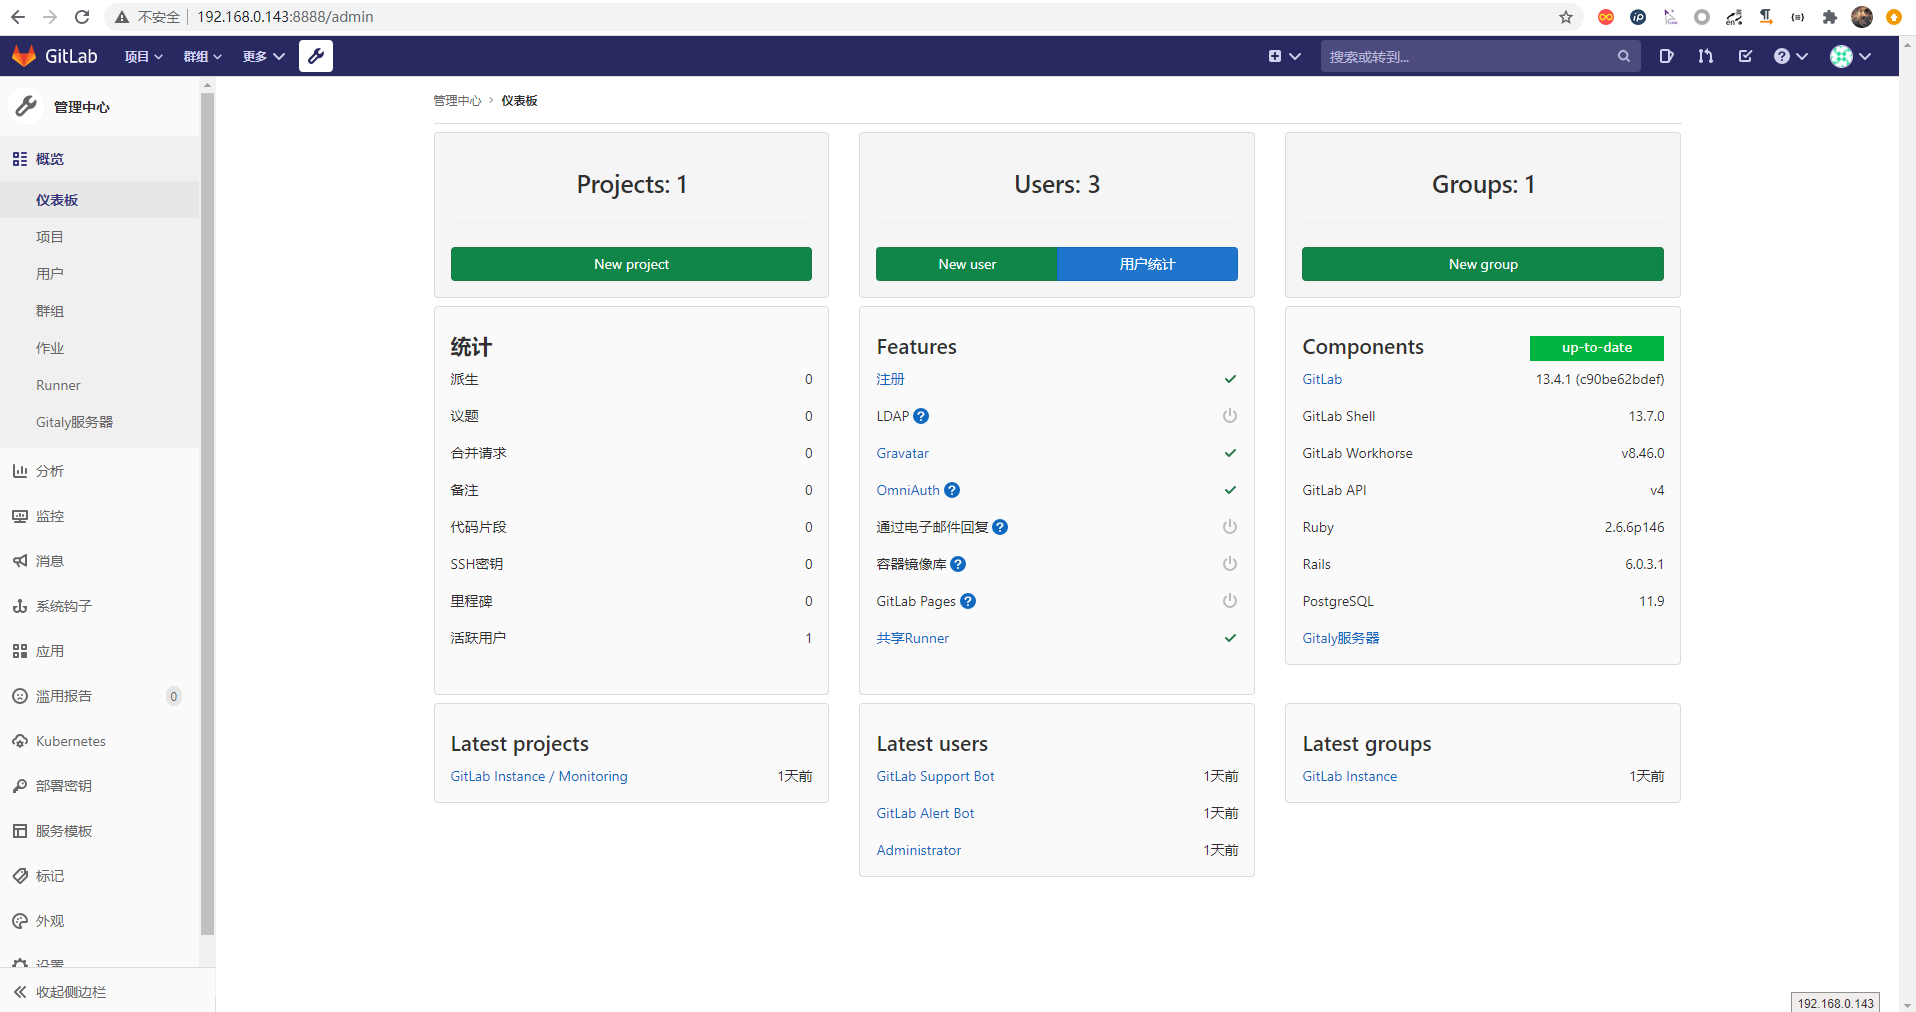 不安全 192.168.0.143:8888/admin
GitLab 项目 群组 更多 搜索或转到...
管理中心
概览
仪表板
项目
用户
群组
作业
Runner
Gitaly服务器
分析
监控
消息
系统钩子
应用
滥用报告 0
Kubernetes
部署密钥
服务模板
标记
外观
设置
收起侧边栏
管理中心 › 仪表板
Projects: 1
New project
Users: 3
New user 用户统计
Groups: 1
New group
统计
派生 0
议题 0
合并请求 0
备注 0
代码片段 0
SSH密钥 0
里程碑 0
活跃用户 1
Features
注册
LDAP
Gravatar
OmniAuth
通过电子邮件回复
容器镜像库
GitLab Pages
共享Runner
Components up-to-date
GitLab 13.4.1 (c90be62bdef)
GitLab Shell 13.7.0
GitLab Workhorse v8.46.0
GitLab API v4
Ruby 2.6.6p146
Rails 6.0.3.1
PostgreSQL 11.9
Gitaly服务器
Latest projects
GitLab Instance / Monitoring 1天前
Latest users
GitLab Support Bot 1天前
GitLab Alert Bot 1天前
Administrator 1天前
Latest groups
GitLab Instance 1天前
192.168.0.143